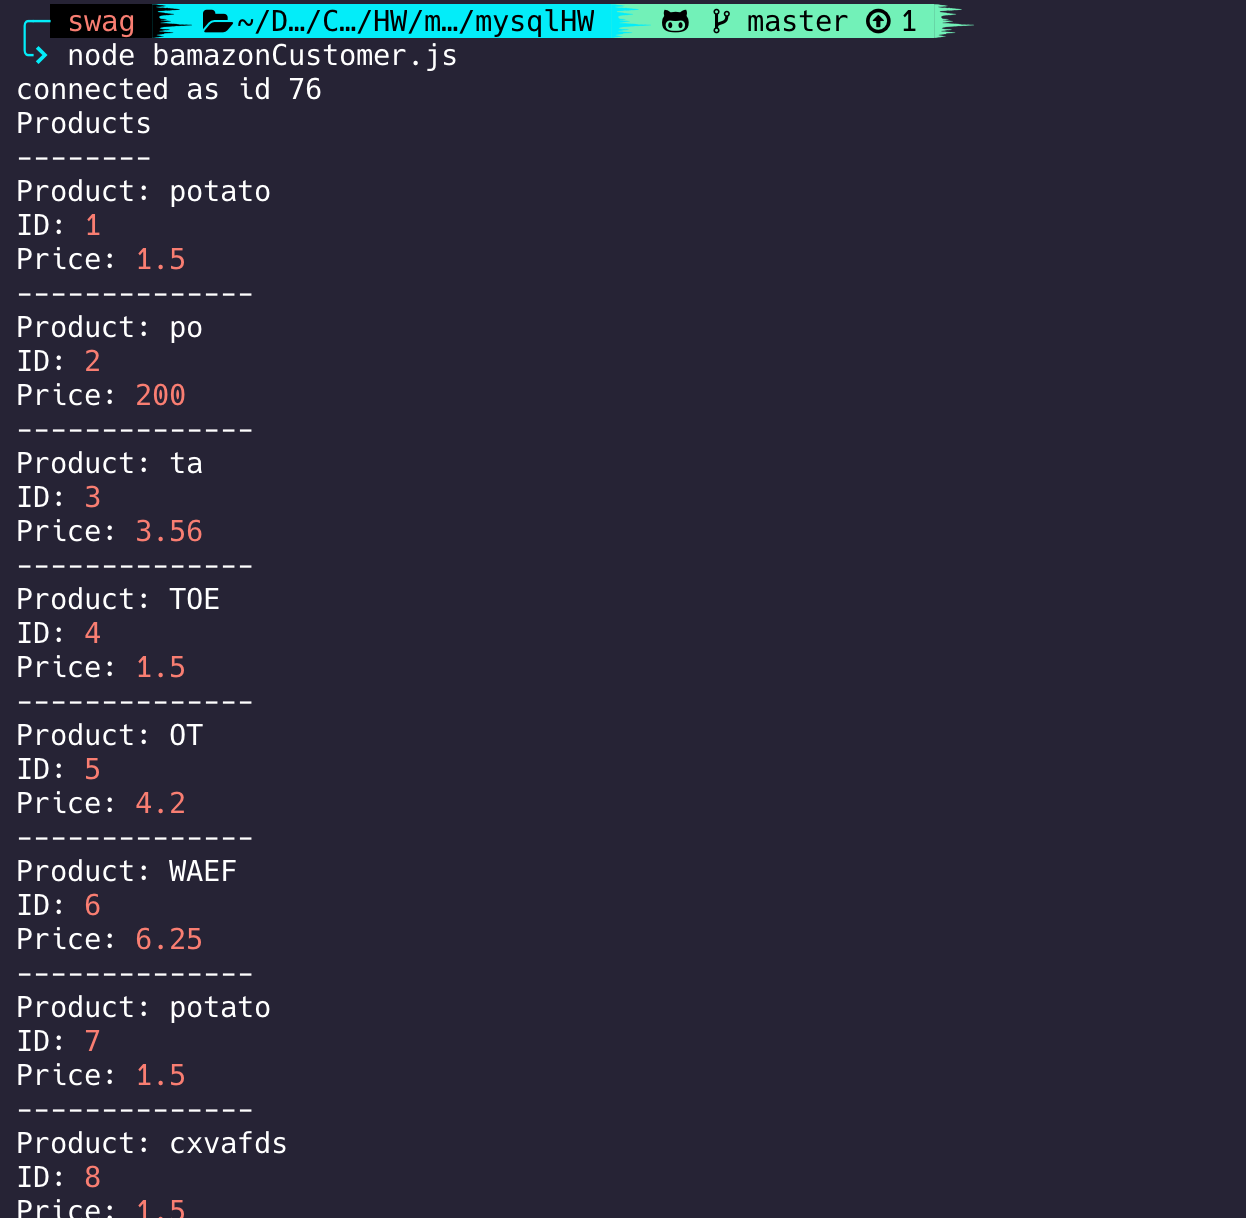 swag ~/D…/C…/HW/m…/mysqlHW master 1
node bamazonCustomer.js
connected as id 76
Products
--------
Product: potato
ID: 1
Price: 1.5
--------------
Product: po
ID: 2
Price: 200
--------------
Product: ta
ID: 3
Price: 3.56
--------------
Product: TOE
ID: 4
Price: 1.5
--------------
Product: OT
ID: 5
Price: 4.2
--------------
Product: WAEF
ID: 6
Price: 6.25
--------------
Product: potato
ID: 7
Price: 1.5
--------------
Product: cxvafds
ID: 8
Price: 1.5